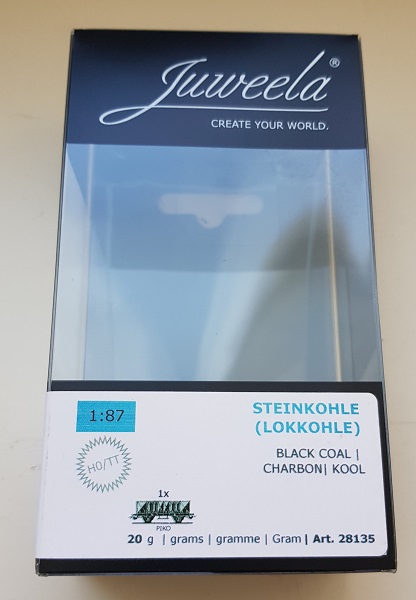 Juweela®
CREATE YOUR WORLD.
1:87
STEINKOHLE
(LOKKOHLE)
H0/TT
BLACK COAL |
CHARBON| KOOL
1x
PIKO
20 g | grams | gramme | Gram | Art. 28135